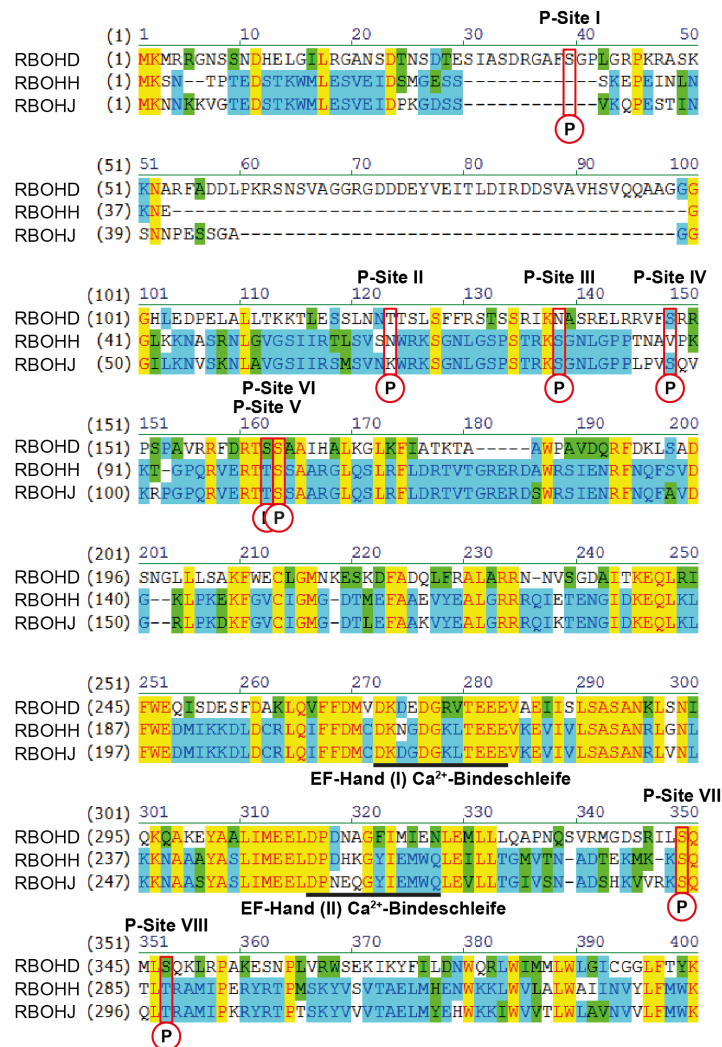 P-Site I
(1) 1 10 20 30 40 50
RBOHD (1) MKMRRGNSSNDHELGILRGANSDTNSDTESIASDRGAFSGPLGRPKRASK
RBOHH (1) MKSN--TPTEDSTKWMLESVEIDSMGESS------------SKEPEINLN
RBOHJ (1) MKNNKKVGTEDSTKWMLESVEIDPKGDSS------------VKQPESTIN
P
(51) 51 60 70 80 90 100
RBOHD (51) KNARFADDLPKRSNSVAGGRGDDDEYVEITLDIRDDSVAVHSVQQAAGGG
RBOHH (37) KNE----------------------------------------------G
RBOHJ (39) SNNPESSGA---------------------------------------GG
P-Site II P-Site III P-Site IV
(101) 101 110 120 130 140 150
RBOHD (101) GHLEDPELALLTKKTLESSLNNTTSLSFFRSTSSRIKNASRELRRVFSRR
RBOHH (41) GLKKNASRNLGVGSIIRTLSVSNWRKSGNLGSPSTRKSGNLGPPTNAVPK
RBOHJ (50) GILKNVSKNLAVGSIIRSMSVNKWRKSGNLGSPSTRKSGNLGPPLPVSQV
P P P
P-Site VI
P-Site V
(151) 151 160 170 180 190 200
RBOHD (151) PSPAVRRFDRTSSAAIHALKGLKFIATKTA-----AWPAVDQRFDKLSAD
RBOHH (91) KT-GPQRVERTTSSAARGLQSLRFLDRTVTGRERDAWRSIENRFNQFSVD
RBOHJ (100) KRPGPQRVERTTSSAARGLQSLRFLDRTVTGRERDSWRSIENRFNQFAVD
P
(201) 201 210 220 230 240 250
RBOHD (196) SNGLLLSAKFWECLGMNKESKDFADQLFRALARRN-NVSGDAITKEQLRI
RBOHH (140) G--KLPKEKFGVCIGMG-DTMEFAAEVYEALGRRRQIETENGIDKEQLKL
RBOHJ (150) G--RLPKDKFGVCIGMG-DTLEFAAKVYEALGRRRQIKTENGIDKEQLKL
(251) 251 260 270 280 290 300
RBOHD (245) FWEQISDESFDAKLQVFFDMVDKDEDGRVTEEEVAEIISLSASANKLSNI
RBOHH (187) FWEDMIKKDLDCRLQIFFDMCDKNGDGKLTEEEVKEVIVLSASANRLGNL
RBOHJ (197) FWEDMIKKDLDCRLQIFFDMCDKDGDGKLTEEEVKEVIVLSASANRLVNL
EF-Hand (I) Ca²⁺-Bindeschleife
P-Site VII
(301) 301 310 320 330 340 350
RBOHD (295) QKQAKEYAALIMEELDPDNAGFIMIENLEMLLLQAPNQSVRMGDSRILSQ
RBOHH (237) KKNAAAYASLIMEELDPDHKGYIEMWQLEILLTGMVTN-ADTEKMK-KSQ
RBOHJ (247) KKNAASYASLIMEELDPNEQGYIEMWQLEVLLTGIVSN-ADSHKVVRKSQ
EF-Hand (II) Ca²⁺-Bindeschleife
P
P-Site VIII
(351) 351 360 370 380 390 400
RBOHD (345) MLSQKLRPAKESNPLVRWSEKIKYFILDNWQRLWIMMLWLGICGGLFTYK
RBOHH (285) TLTRAMIPERYRTPMSKYVSVTAELMHENWKKLWVLALWAIINVYLFMWK
RBOHJ (296) QLTRAMIPKRYRTPTSKYVVVTAELMYEHWKKIWVVTLWLAVNVVLFMWK
P